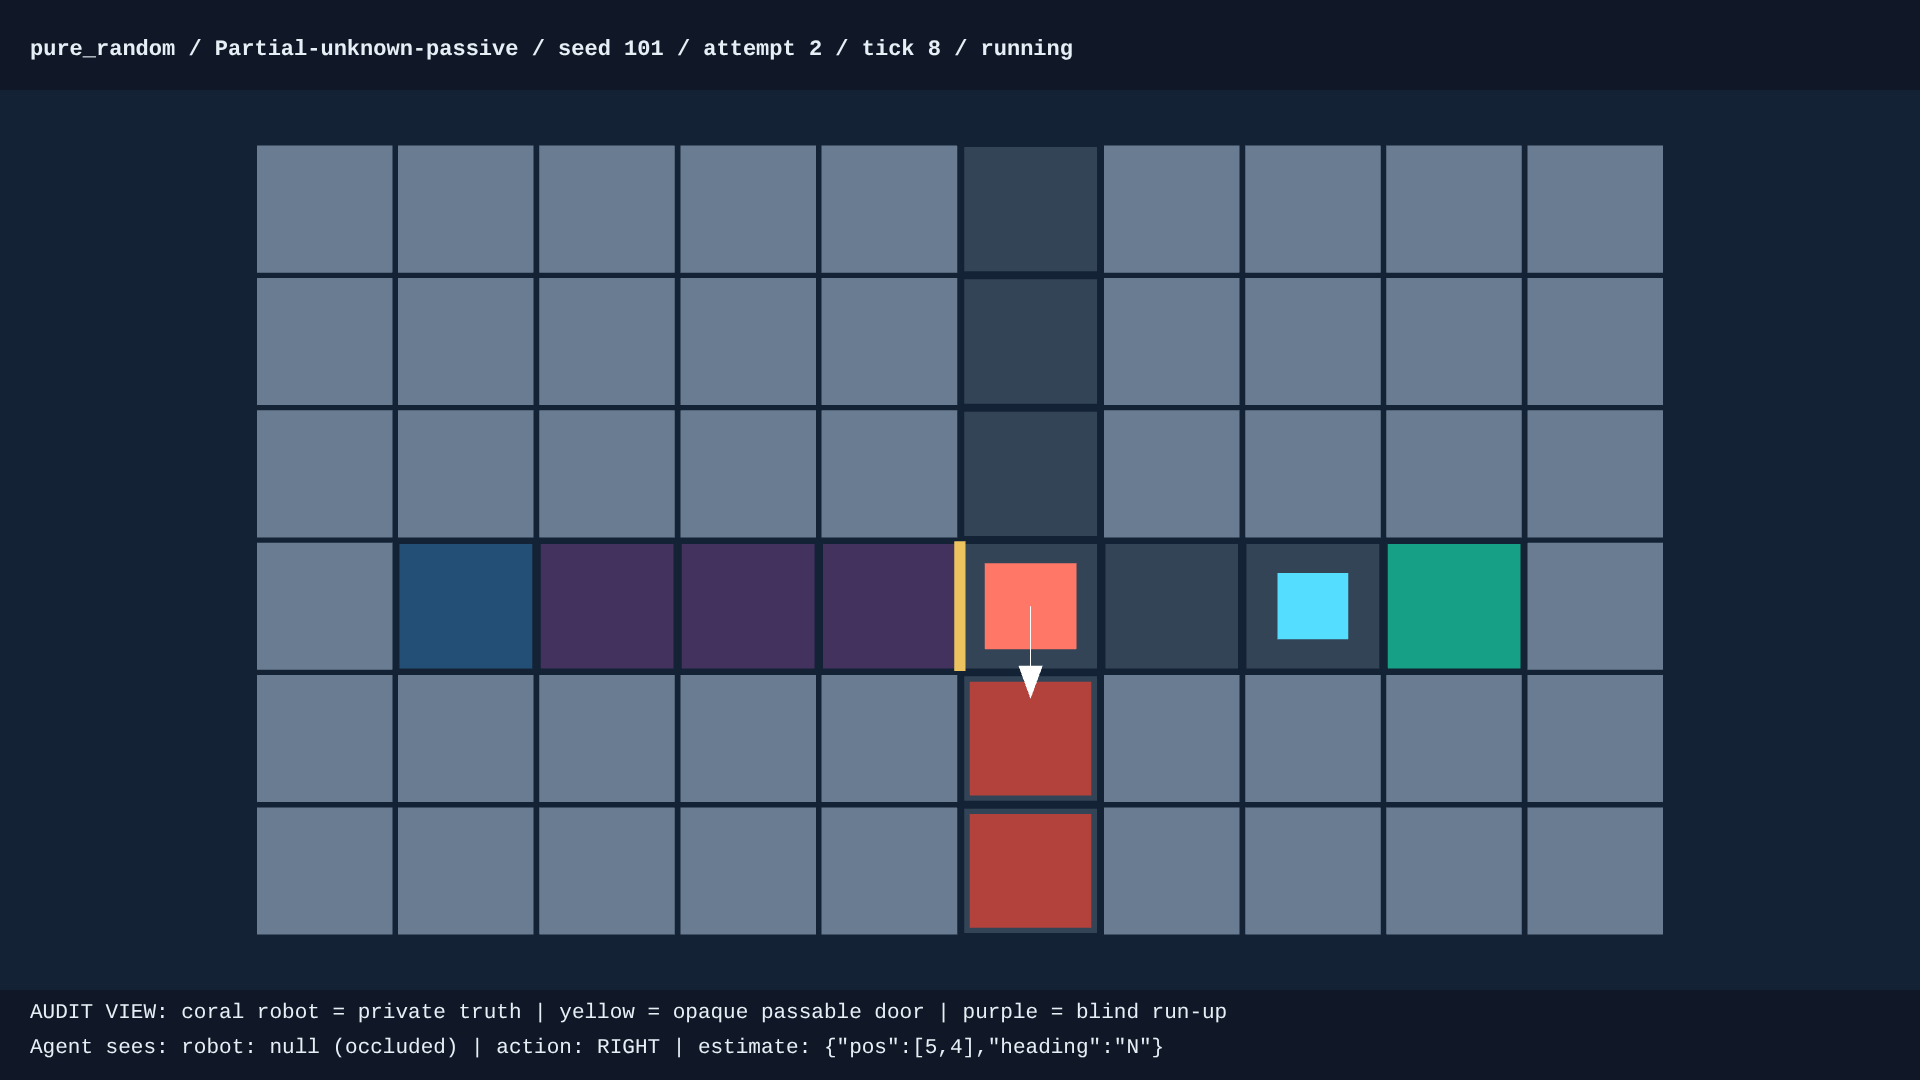 pure_random / Partial-unknown-passive / seed 101 / attempt 2 / tick 8 / running
AUDIT VIEW: coral robot = private truth | yellow = opaque passable door | purple = blind run-up
Agent sees: robot: null (occluded) | action: RIGHT | estimate: {"pos":[5,4],"heading":"N"}